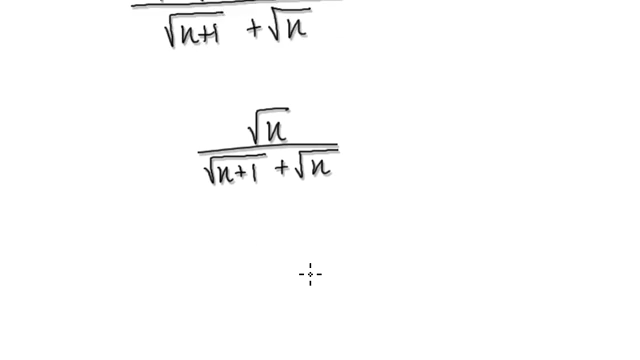 √n+1 + √n
√n
√n+1 + √n